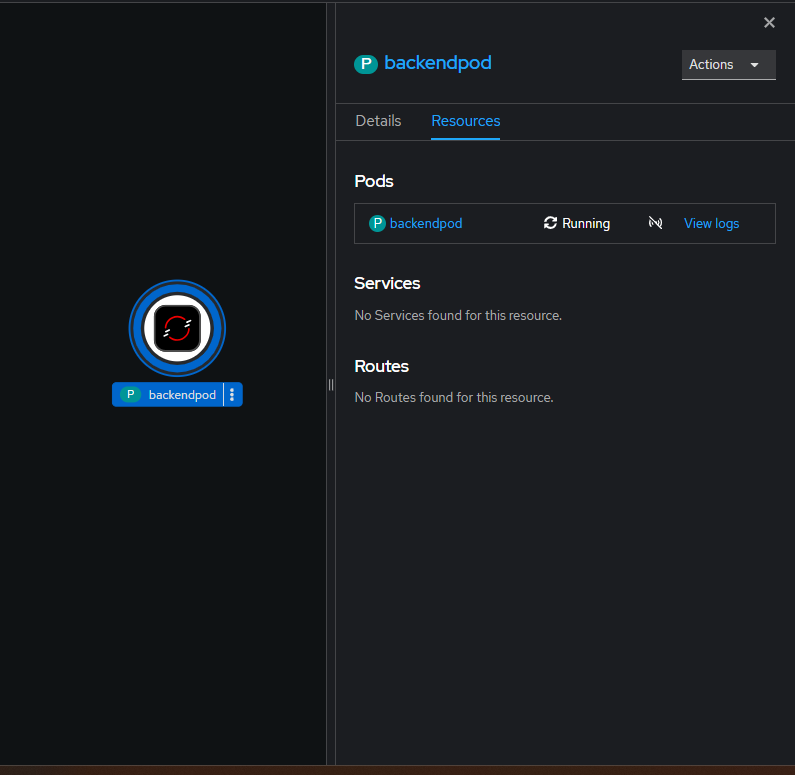 P backendpod
Actions
Details Resources
Pods
P backendpod Running View logs
Services
No Services found for this resource.
Routes
No Routes found for this resource.
P backendpod